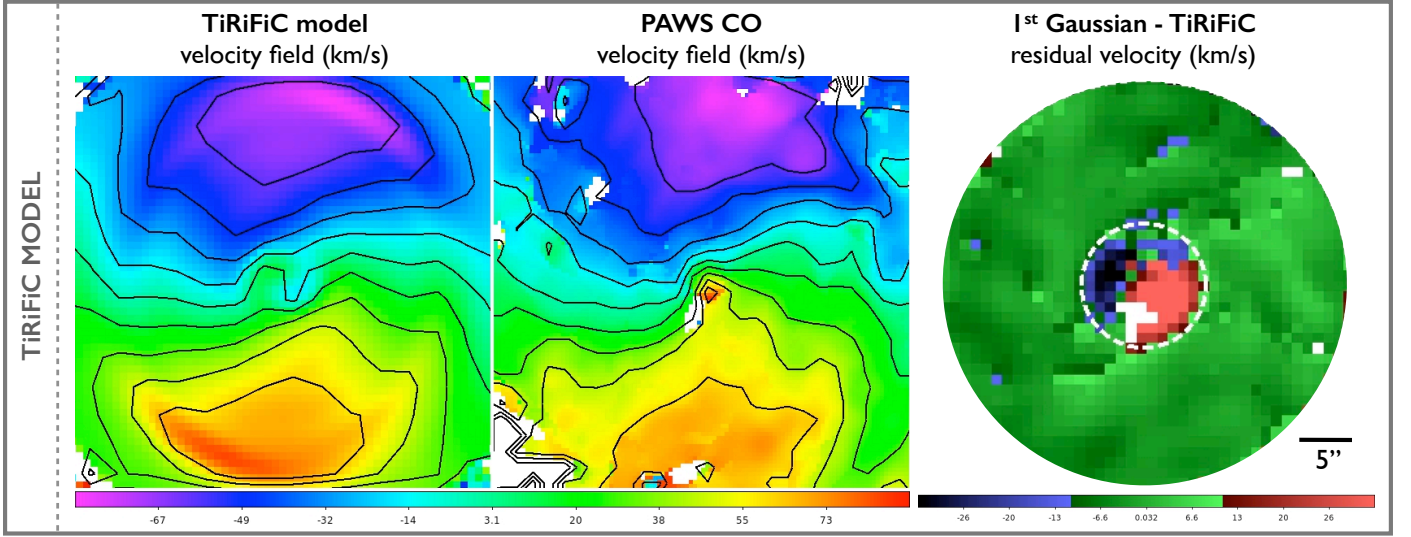 TiRiFiC MODEL
TiRiFiC model
velocity field (km/s)
PAWS CO
velocity field (km/s)
1st Gaussian - TiRiFiC
residual velocity (km/s)
5”
-67 -49 -32 -14 3.1 20 38 55 73
-26 -20 -13 -6.6 0.032 6.6 13 20 26